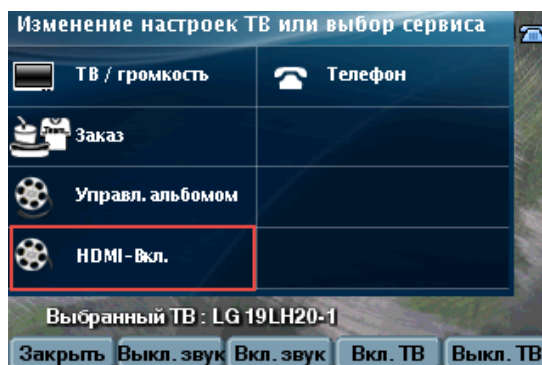 Изменение настроек ТВ или выбор сервиса
ТВ / громкость
Телефон
Заказ
Управл. альбомом
HDMI-Вкл.
Выбранный ТВ : LG 19LH20-1
Закрыть Выкл. звук Вкл. звук Вкл. ТВ Выкл. ТВ